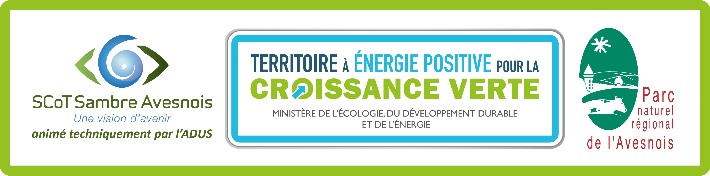 SCoT Sambre Avesnois
Une vision d'avenir
animé techniquement par l'ADUS
TERRITOIRE À ÉNERGIE POSITIVE POUR LA
CROISSANCE VERTE
MINISTÈRE DE L'ÉCOLOGIE, DU DÉVELOPPEMENT DURABLE
ET DE L'ÉNERGIE
Parc
naturel
régional
de l'Avesnois